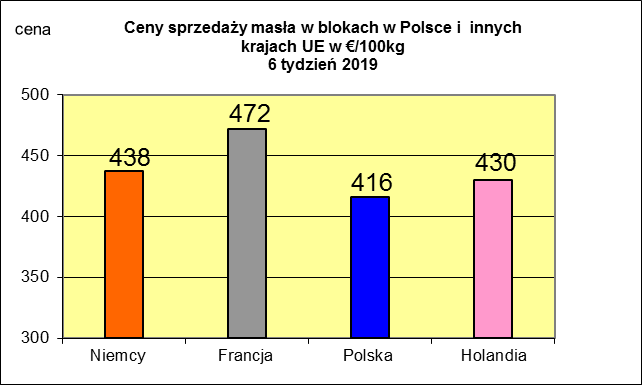 cena
Ceny sprzedaży masła w blokach w Polsce i  innych
krajach UE w €/100kg
6 tydzień 2019
500
450
400
350
300
438
472
416
430
Niemcy
Francja
Polska
Holandia